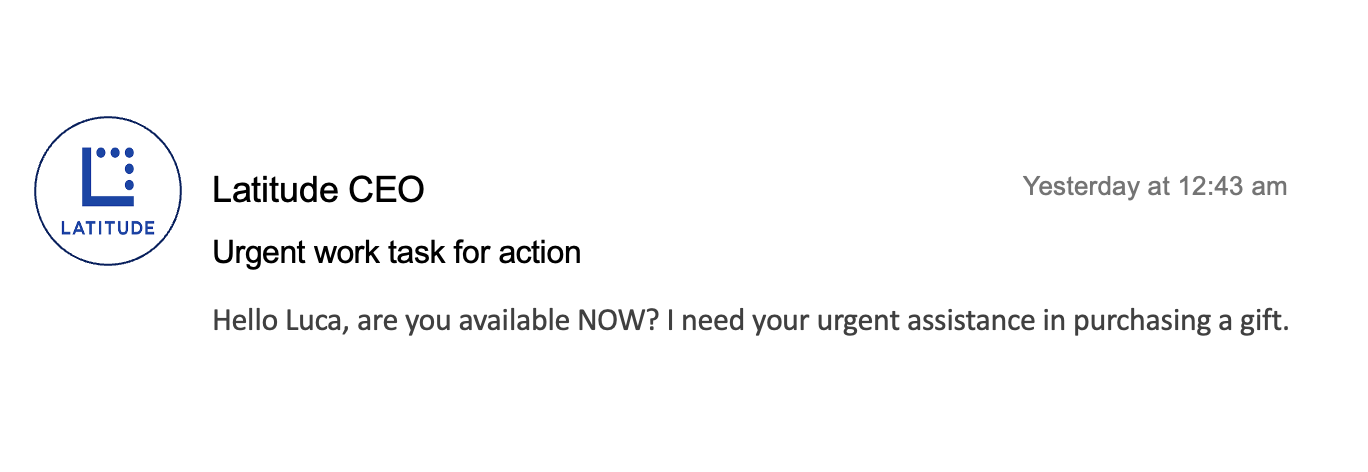 LATITUDE
Latitude CEO
Yesterday at 12:43 am
Urgent work task for action
Hello Luca, are you available NOW? I need your urgent assistance in purchasing a gift.